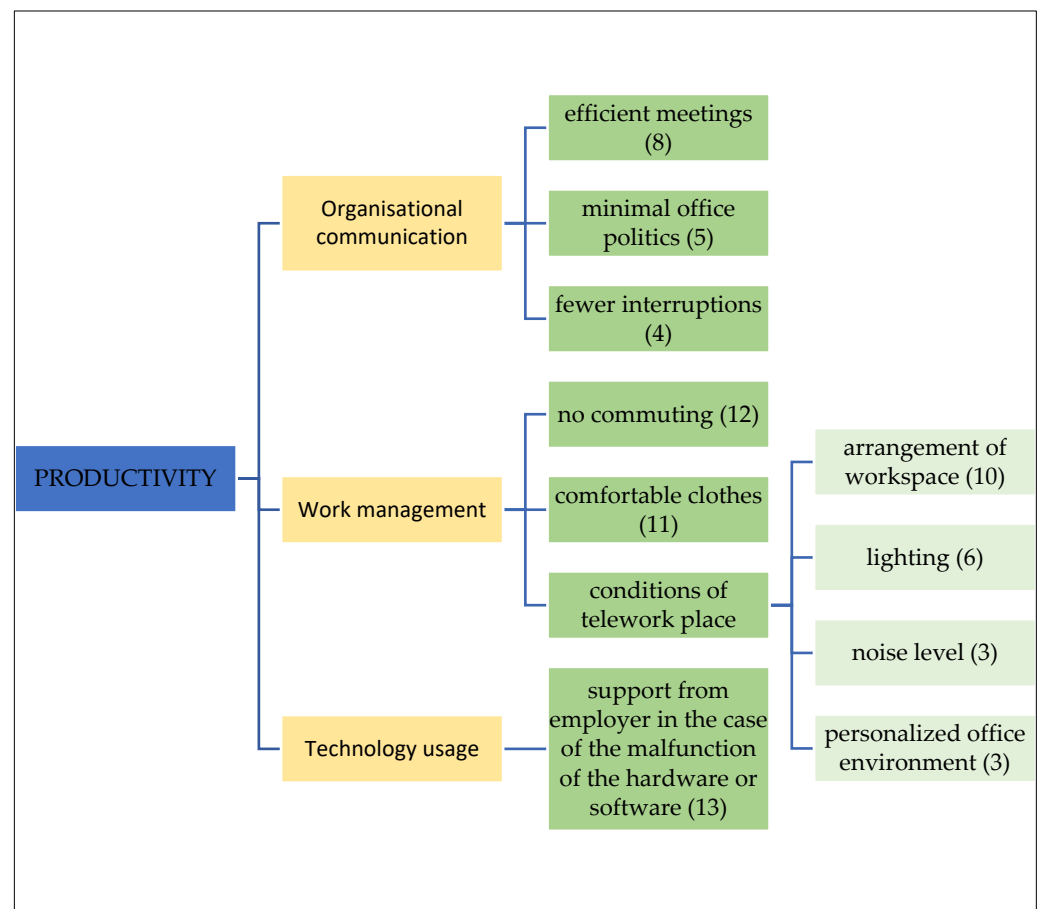 PRODUCTIVITY
Organisational
communication
efficient meetings
(8)
minimal office
politics (5)
fewer interruptions
(4)
Work management
no commuting (12)
comfortable clothes
(11)
conditions of
telework place
arrangement of
workspace (10)
lighting (6)
noise level (3)
personalized office
environment (3)
Technology usage
support from
employer in the case
of the malfunction
of the hardware or
software (13)